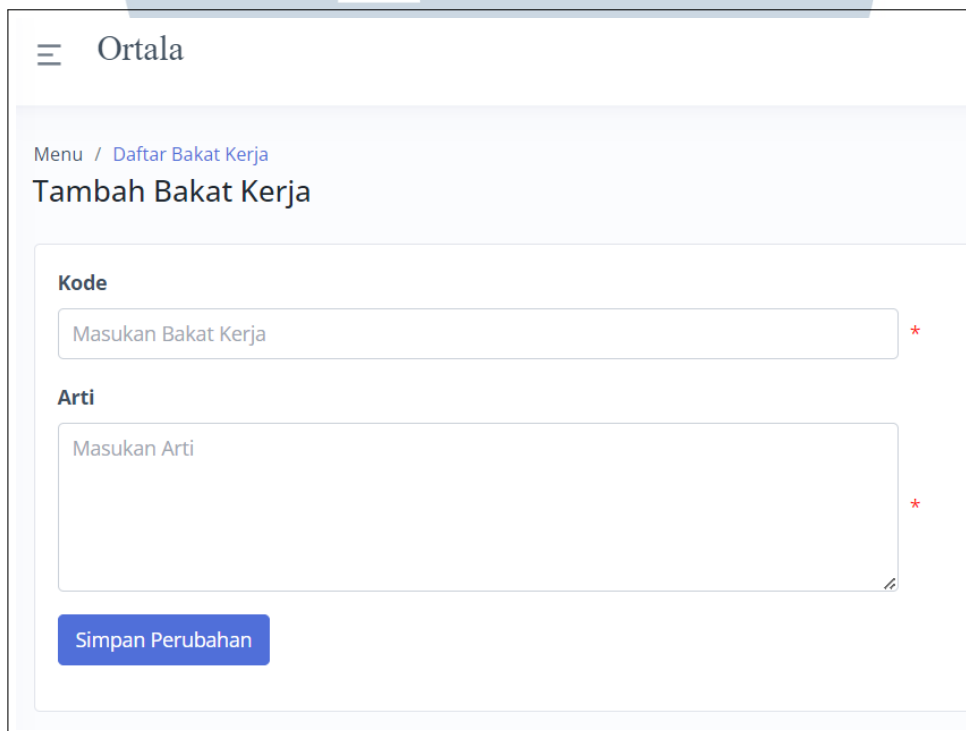 Ortala
Menu / Daftar Bakat Kerja
Tambah Bakat Kerja
Kode
Masukan Bakat Kerja *
Arti
Masukan Arti
*
Simpan Perubahan